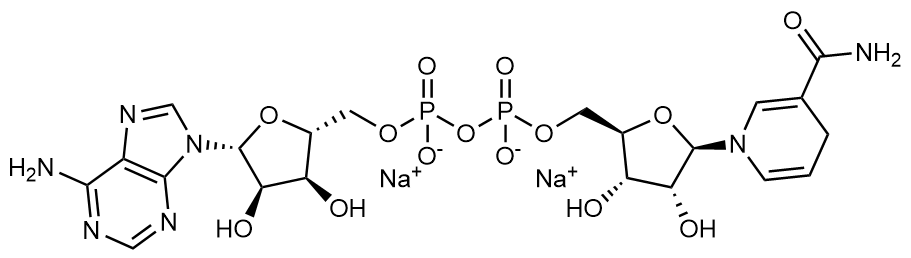 O
NH₂
O O
N O O P O P O O
N N N
H₂N O⁻ O⁻
Na⁺ Na⁺
N N HO OH HO OH